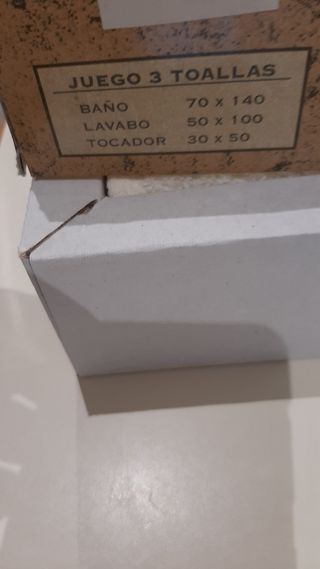 JUEGO 3 TOALLAS
BAÑO 70 x 140
LAVABO 50 x 100
TOCADOR 30 x 50